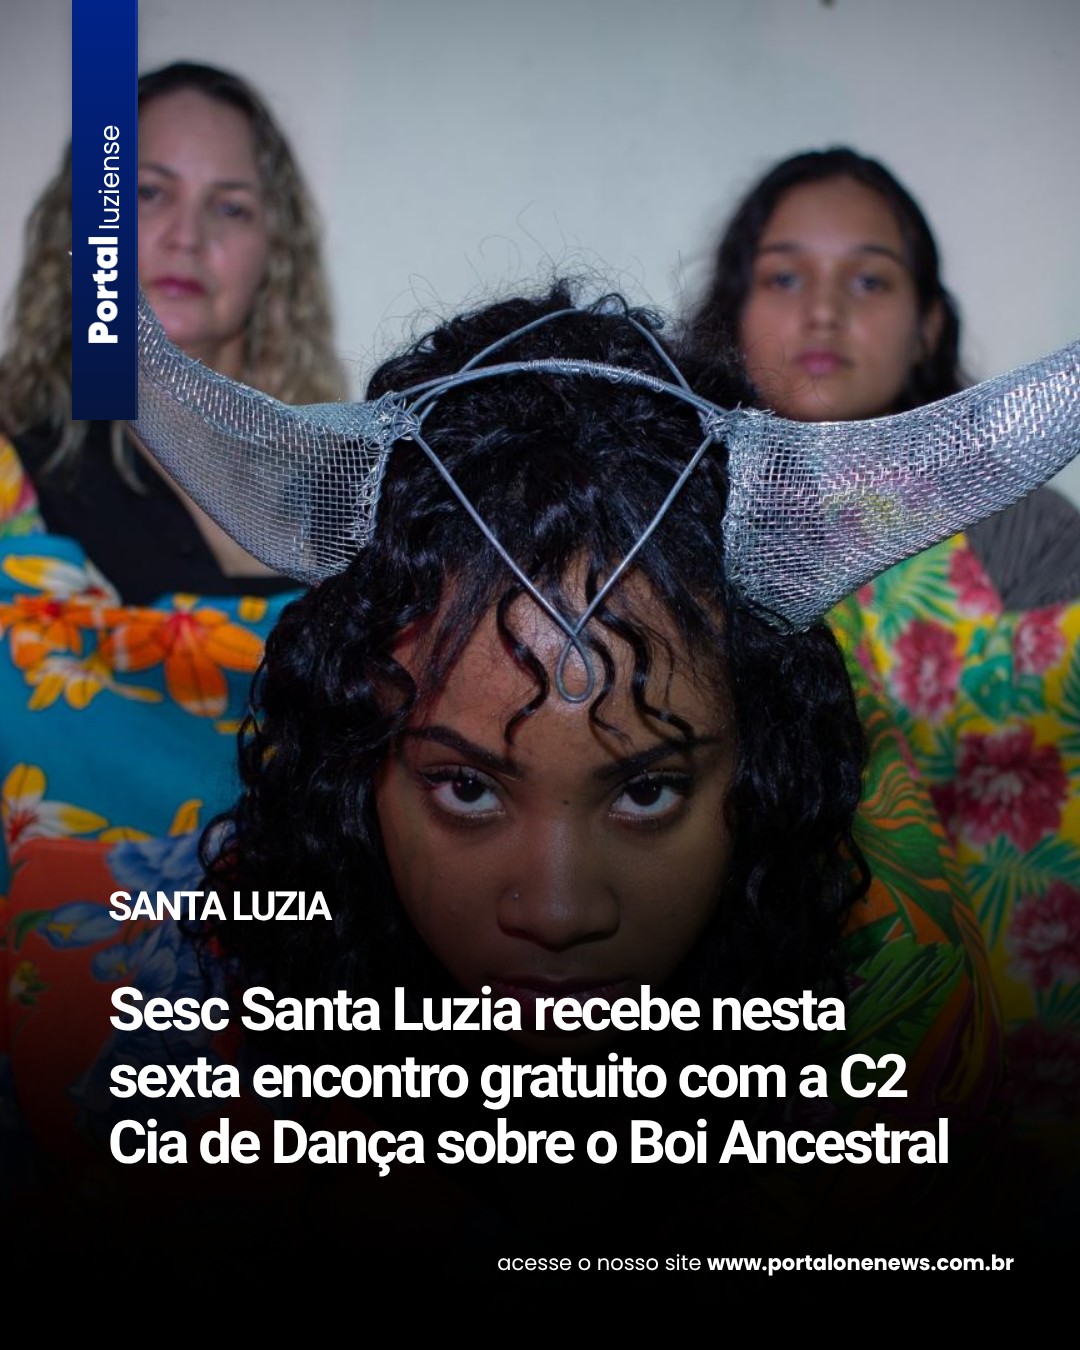 Portal luziense
SANTA LUZIA
Sesc Santa Luzia recebe nesta
sexta encontro gratuito com a C2
Cia de Dança sobre o Boi Ancestral
acesse o nosso site www.portalonenews.com.br